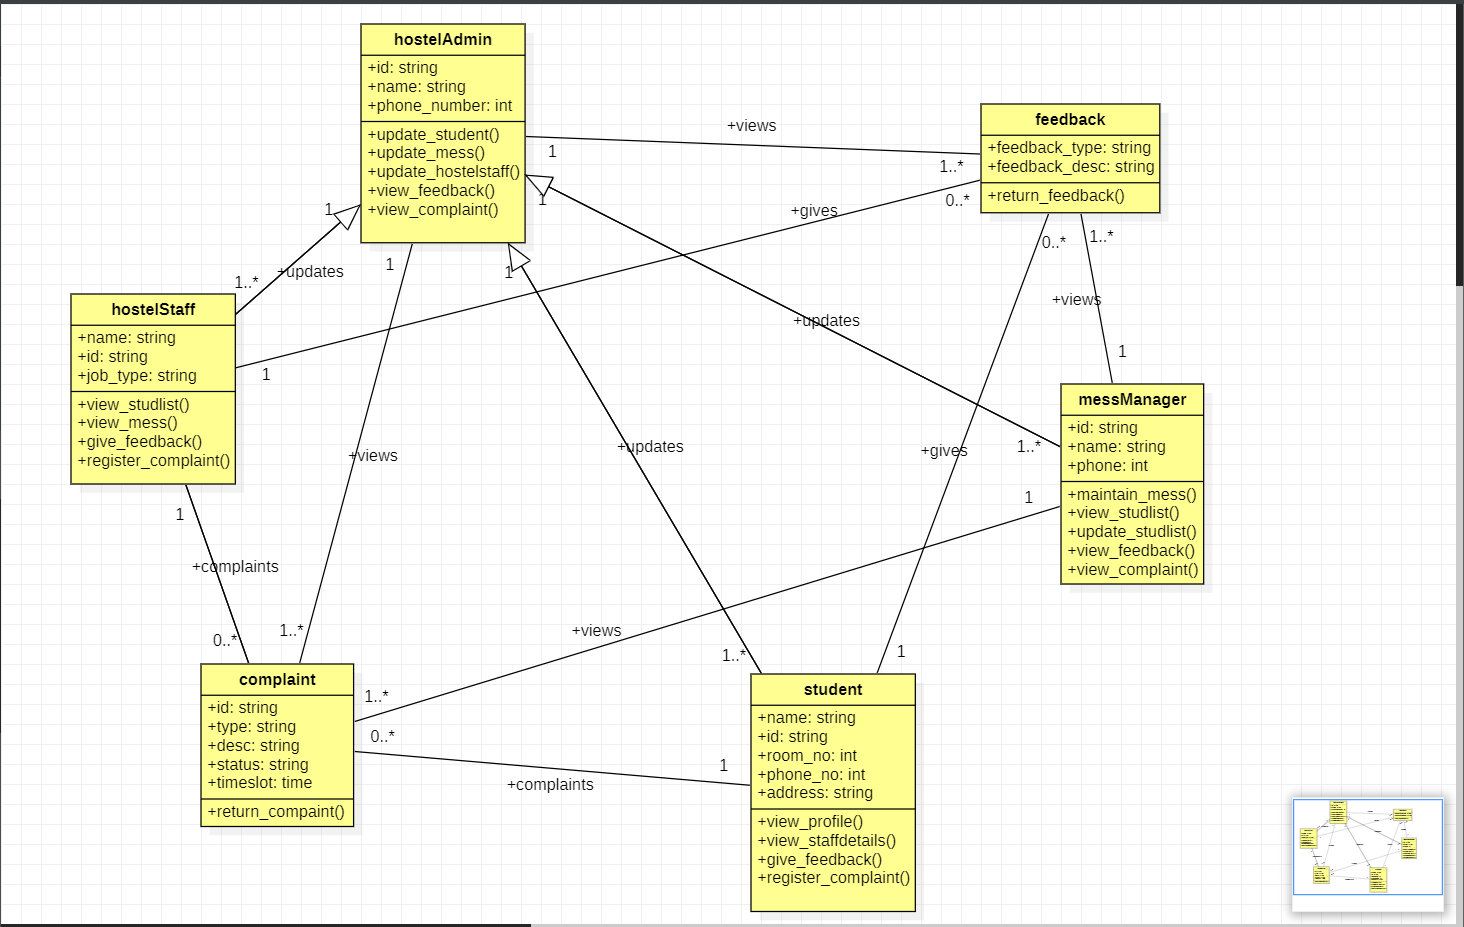 hostelAdmin
+id: string
+name: string
+phone_number: int
+update_student()
+update_mess()
+update_hostelstaff()
+view_feedback()
+view_complaint()
feedback
+feedback_type: string
+feedback_desc: string
+return_feedback()
+views
1
1..*
+gives
0..*
1
1
1
1
1
+updates
1..*
0..*
1..*
+views
1
+updates
hostelStaff
+name: string
+id: string
+job_type: string
+view_studlist()
+view_mess()
+give_feedback()
+register_complaint()
messManager
+id: string
+name: string
+phone: int
+maintain_mess()
+view_studlist()
+update_studlist()
+view_feedback()
+view_complaint()
1..*
1
+gives
+updates
+views
1
+complaints
0..*
1..*
+views
1..*
1
complaint
+id: string
+type: string
+desc: string
+status: string
+timeslot: time
+return_compaint()
1..*
0..*
1
+complaints
student
+name: string
+id: string
+room_no: int
+phone_no: int
+address: string
+view_profile()
+view_staffdetails()
+give_feedback()
+register_complaint()